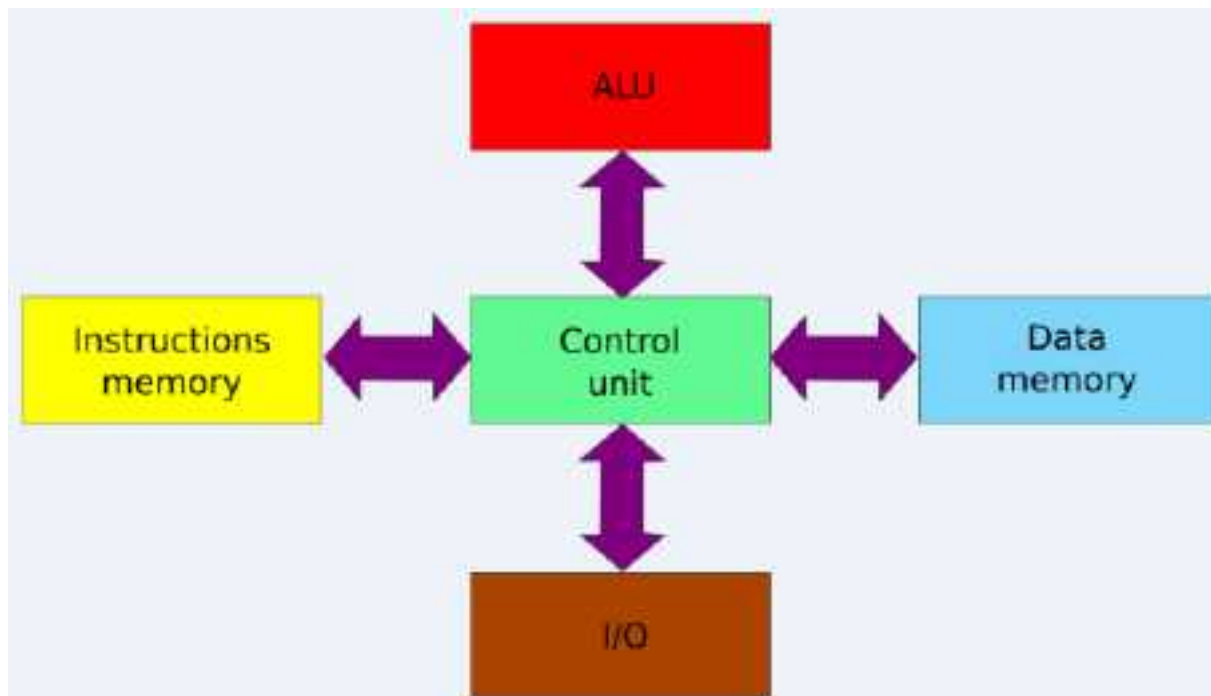 ALU
Instructions
memory
Control
unit
Data
memory
I/O